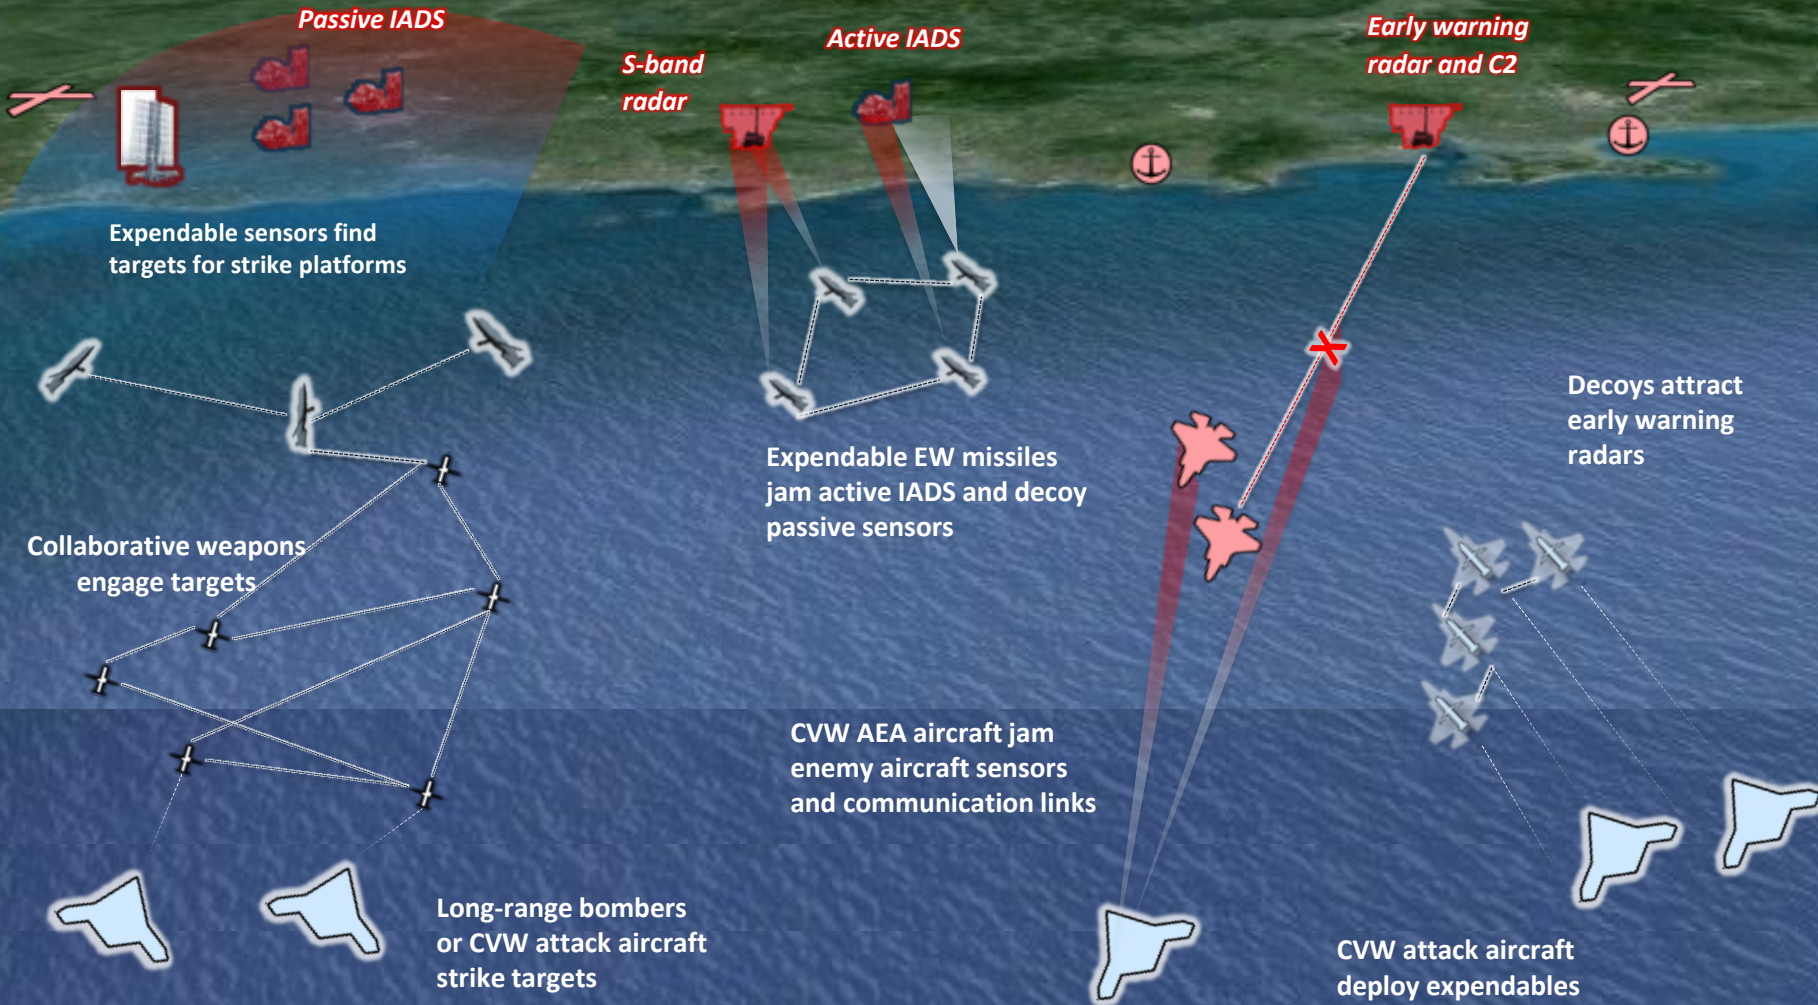 Passive IADS
S-band
radar
Active IADS
Early warning
radar and C2
Expendable sensors find
targets for strike platforms
Expendable EW missiles
jam active IADS and decoy
passive sensors
Decoys attract
early warning
radars
Collaborative weapons
engage targets
CVW AEA aircraft jam
enemy aircraft sensors
and communication links
Long-range bombers
or CVW attack aircraft
strike targets
CVW attack aircraft
deploy expendables